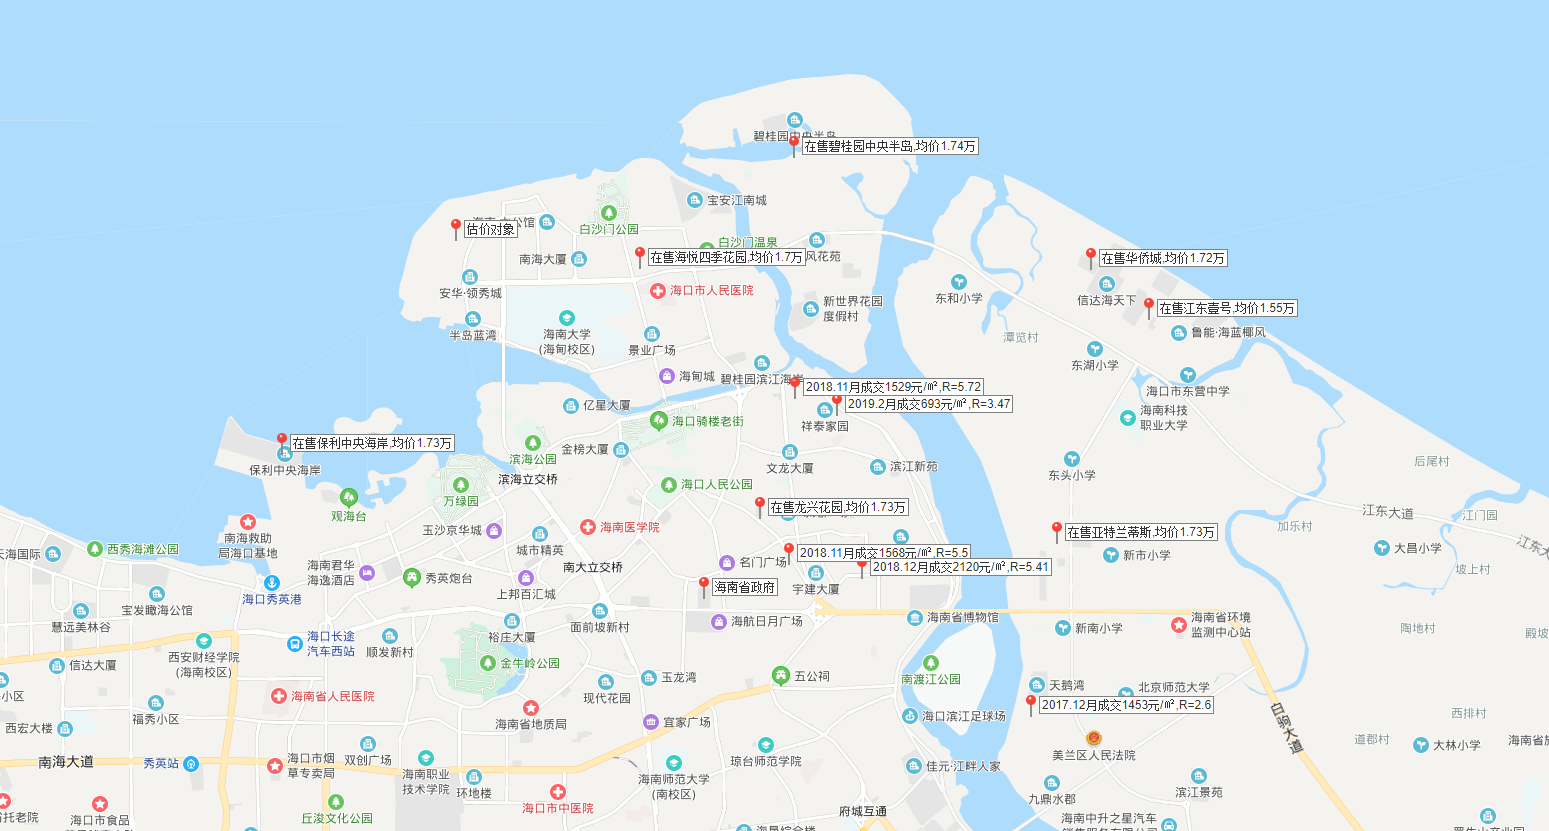 碧桂园中央半岛
在售碧桂园中央半岛,均价1.74万
宝安江南城
海南
公馆
估价对象
白沙门公园
白沙门温泉
在售海悦四季花园,均价1.7万
风花苑
南海大厦
在售华侨城,均价1.72万
安华·领秀城
海口市人民医院
东和小学
信达海天下
新世界花园
度假村
在售江东壹号,均价1.55万
半岛蓝湾
海南大学
(海甸校区)
景业广场
潭览村
鲁能·海蓝椰风
东湖小学
海甸城
碧桂园滨江海岸
2018.11月成交1529元/㎡,R=5.72
海口市东营中学
亿星大厦
2019.2月成交693元/㎡,R=3.47
海口骑楼老街
祥泰家园
海南科技
职业大学
在售保利中央海岸,均价1.73万
保利中央海岸
滨海公园
金榜大厦
文龙大厦
滨江新苑
后尾村
滨海立交桥
东头小学
海口人民公园
万绿园
观海台
在售龙兴花园,均价1.73万
江东大道
江门园
玉沙京华城
海南医学院
在售亚特兰蒂斯,均价1.73万
加乐村
南海救助
局海口基地
天海国际
西秀海滩公园
城市精英
2018.11月成交1568元/㎡,R=5.5
新市小学
大昌小学
江东大
海南君华
海逸酒店
南大立交桥
名门广场
2018.12月成交2120元/㎡,R=5.41
坡上村
秀英炮台
海南省政府
宇建大厦
海口秀英港
上邦百汇城
宝发瞰海公馆
慧远美林谷
面前坡新村
海航日月广场
海南省博物馆
新南小学
海南省环境
监测中心站
陶地村
殿坡
海口长途
汽车西站
顺发新村
裕庄大厦
西安财经学院
(海南校区)
信达大厦
金牛岭公园
五公祠
南渡江公园
小区
海南省人民医院
现代花园
玉龙湾
天鹅湾
北京师范大学
2017.12月成交1453元/㎡,R=2.6
福秀小区
西宏大楼
海南省地质局
宜家广场
海口滨江足球场
白驹大道
西排村
道郡村
大林小学
海南省旅
美兰区人民法院
南海大道
秀英站
海口市烟
草专卖局
双创广场
海南职业
技术学院
环地楼
海南师范大学
(南校区)
琼台师范学院
佳元·江畔人家
九鼎水郡
滨江景苑
托老院
海口市食品
丘浚文化公园
海口市中医院
府城互通
海南中升之星汽车